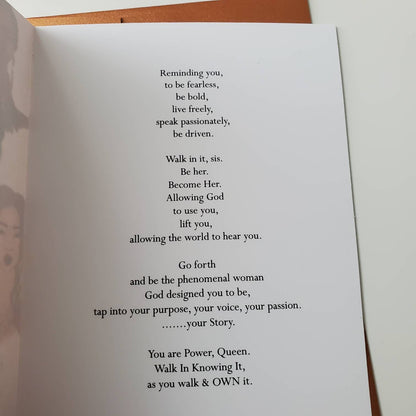 Reminding you,
to be fearless,
be bold,
live freely,
speak passionately,
be driven.
Walk in it, sis.
Be her.
Become Her.
Allowing God
to use you,
lift you,
allowing the world to hear you.
Go forth
and be the phenomenal woman
God designed you to be,
tap into your purpose, your voice, your passion.
.......your Story.
You are Power, Queen.
Walk In Knowing It,
as you walk & OWN it.